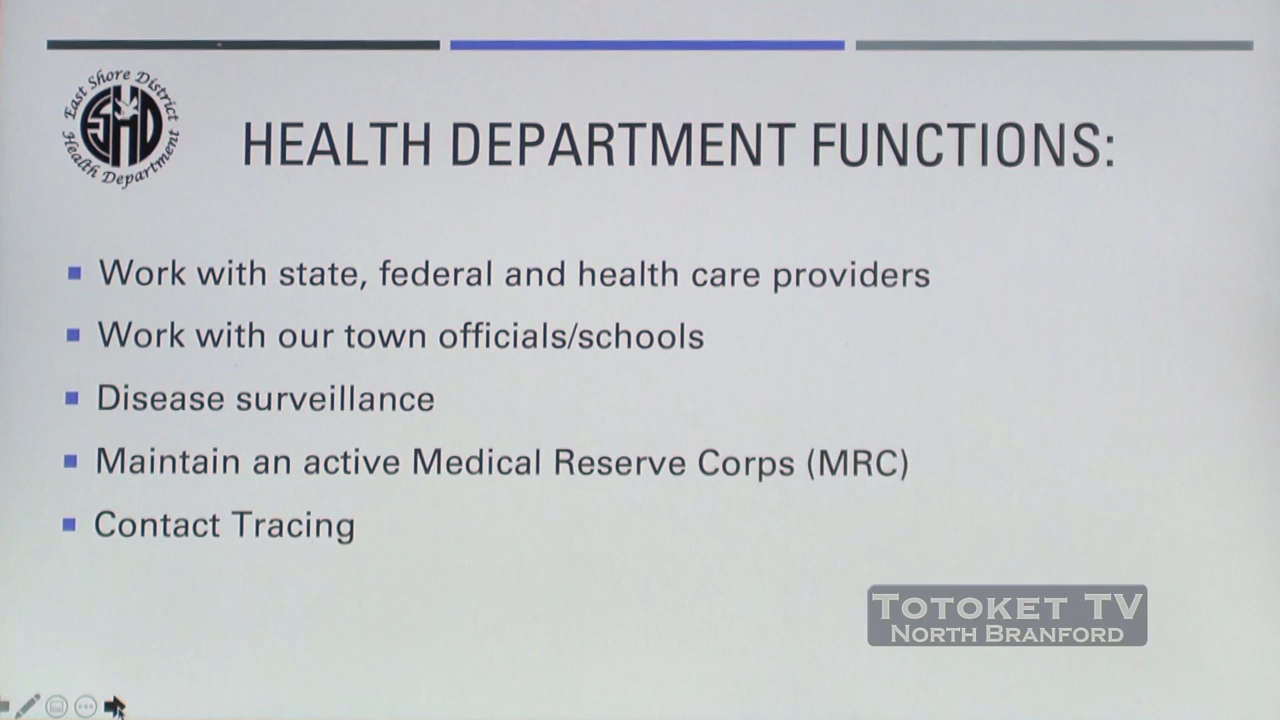 East Shore District
ESHD
Health Department
HEALTH DEPARTMENT FUNCTIONS:
Work with state, federal and health care providers
Work with our town officials/schools
Disease surveillance
Maintain an active Medical Reserve Corps (MRC)
Contact Tracing
TOTOKET TV
NORTH BRANFORD